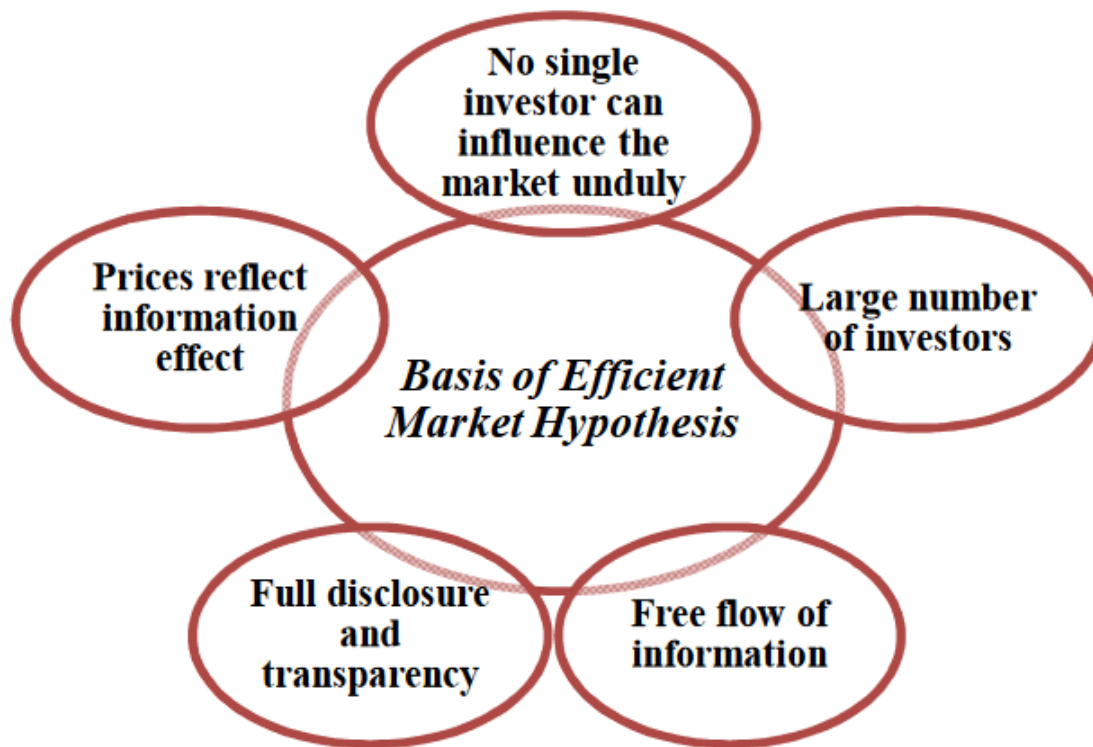 No single
investor can
influence the
market unduly
Prices reflect
information
effect
Large number
of investors
Basis of Efficient
Market Hypothesis
Full disclosure
and
transparency
Free flow of
information